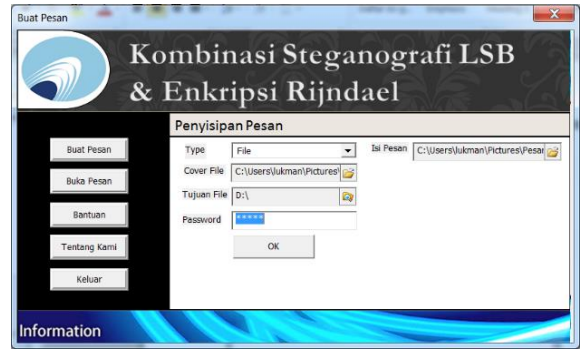 Buat Pesan
Kombinasi Steganografi LSB
& Enkripsi Rijndael
Penyisipan Pesan
Buat Pesan
Buka Pesan
Bantuan
Tentang Kami
Keluar
Type File
Isi Pesan C:\Users\lukman\Pictures\Pesar
Cover File C:\Users\lukman\Pictures\
Tujuan File D:\
Password *****
OK
Information